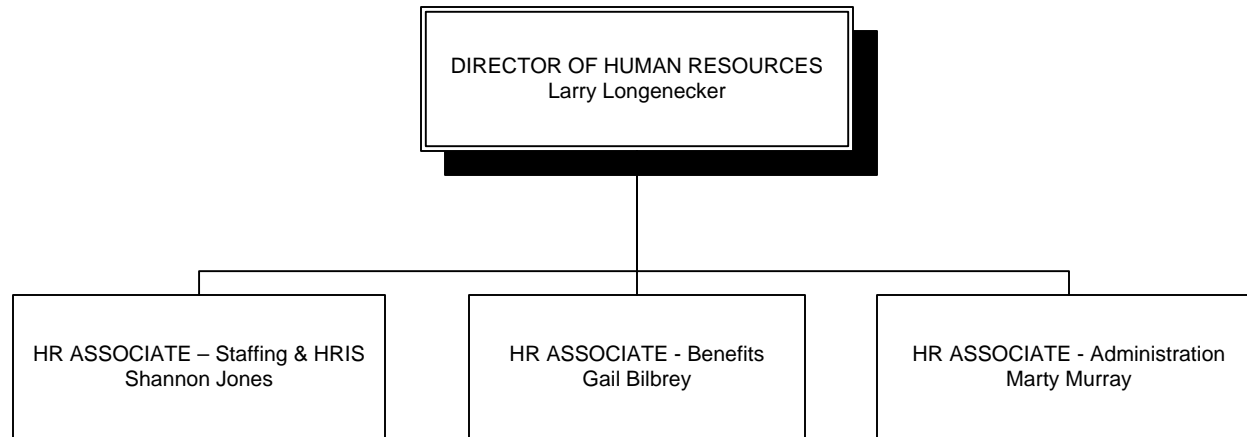 DIRECTOR OF HUMAN RESOURCES
Larry Longenecker
HR ASSOCIATE – Staffing & HRIS
Shannon Jones
HR ASSOCIATE - Benefits
Gail Bilbrey
HR ASSOCIATE - Administration
Marty Murray